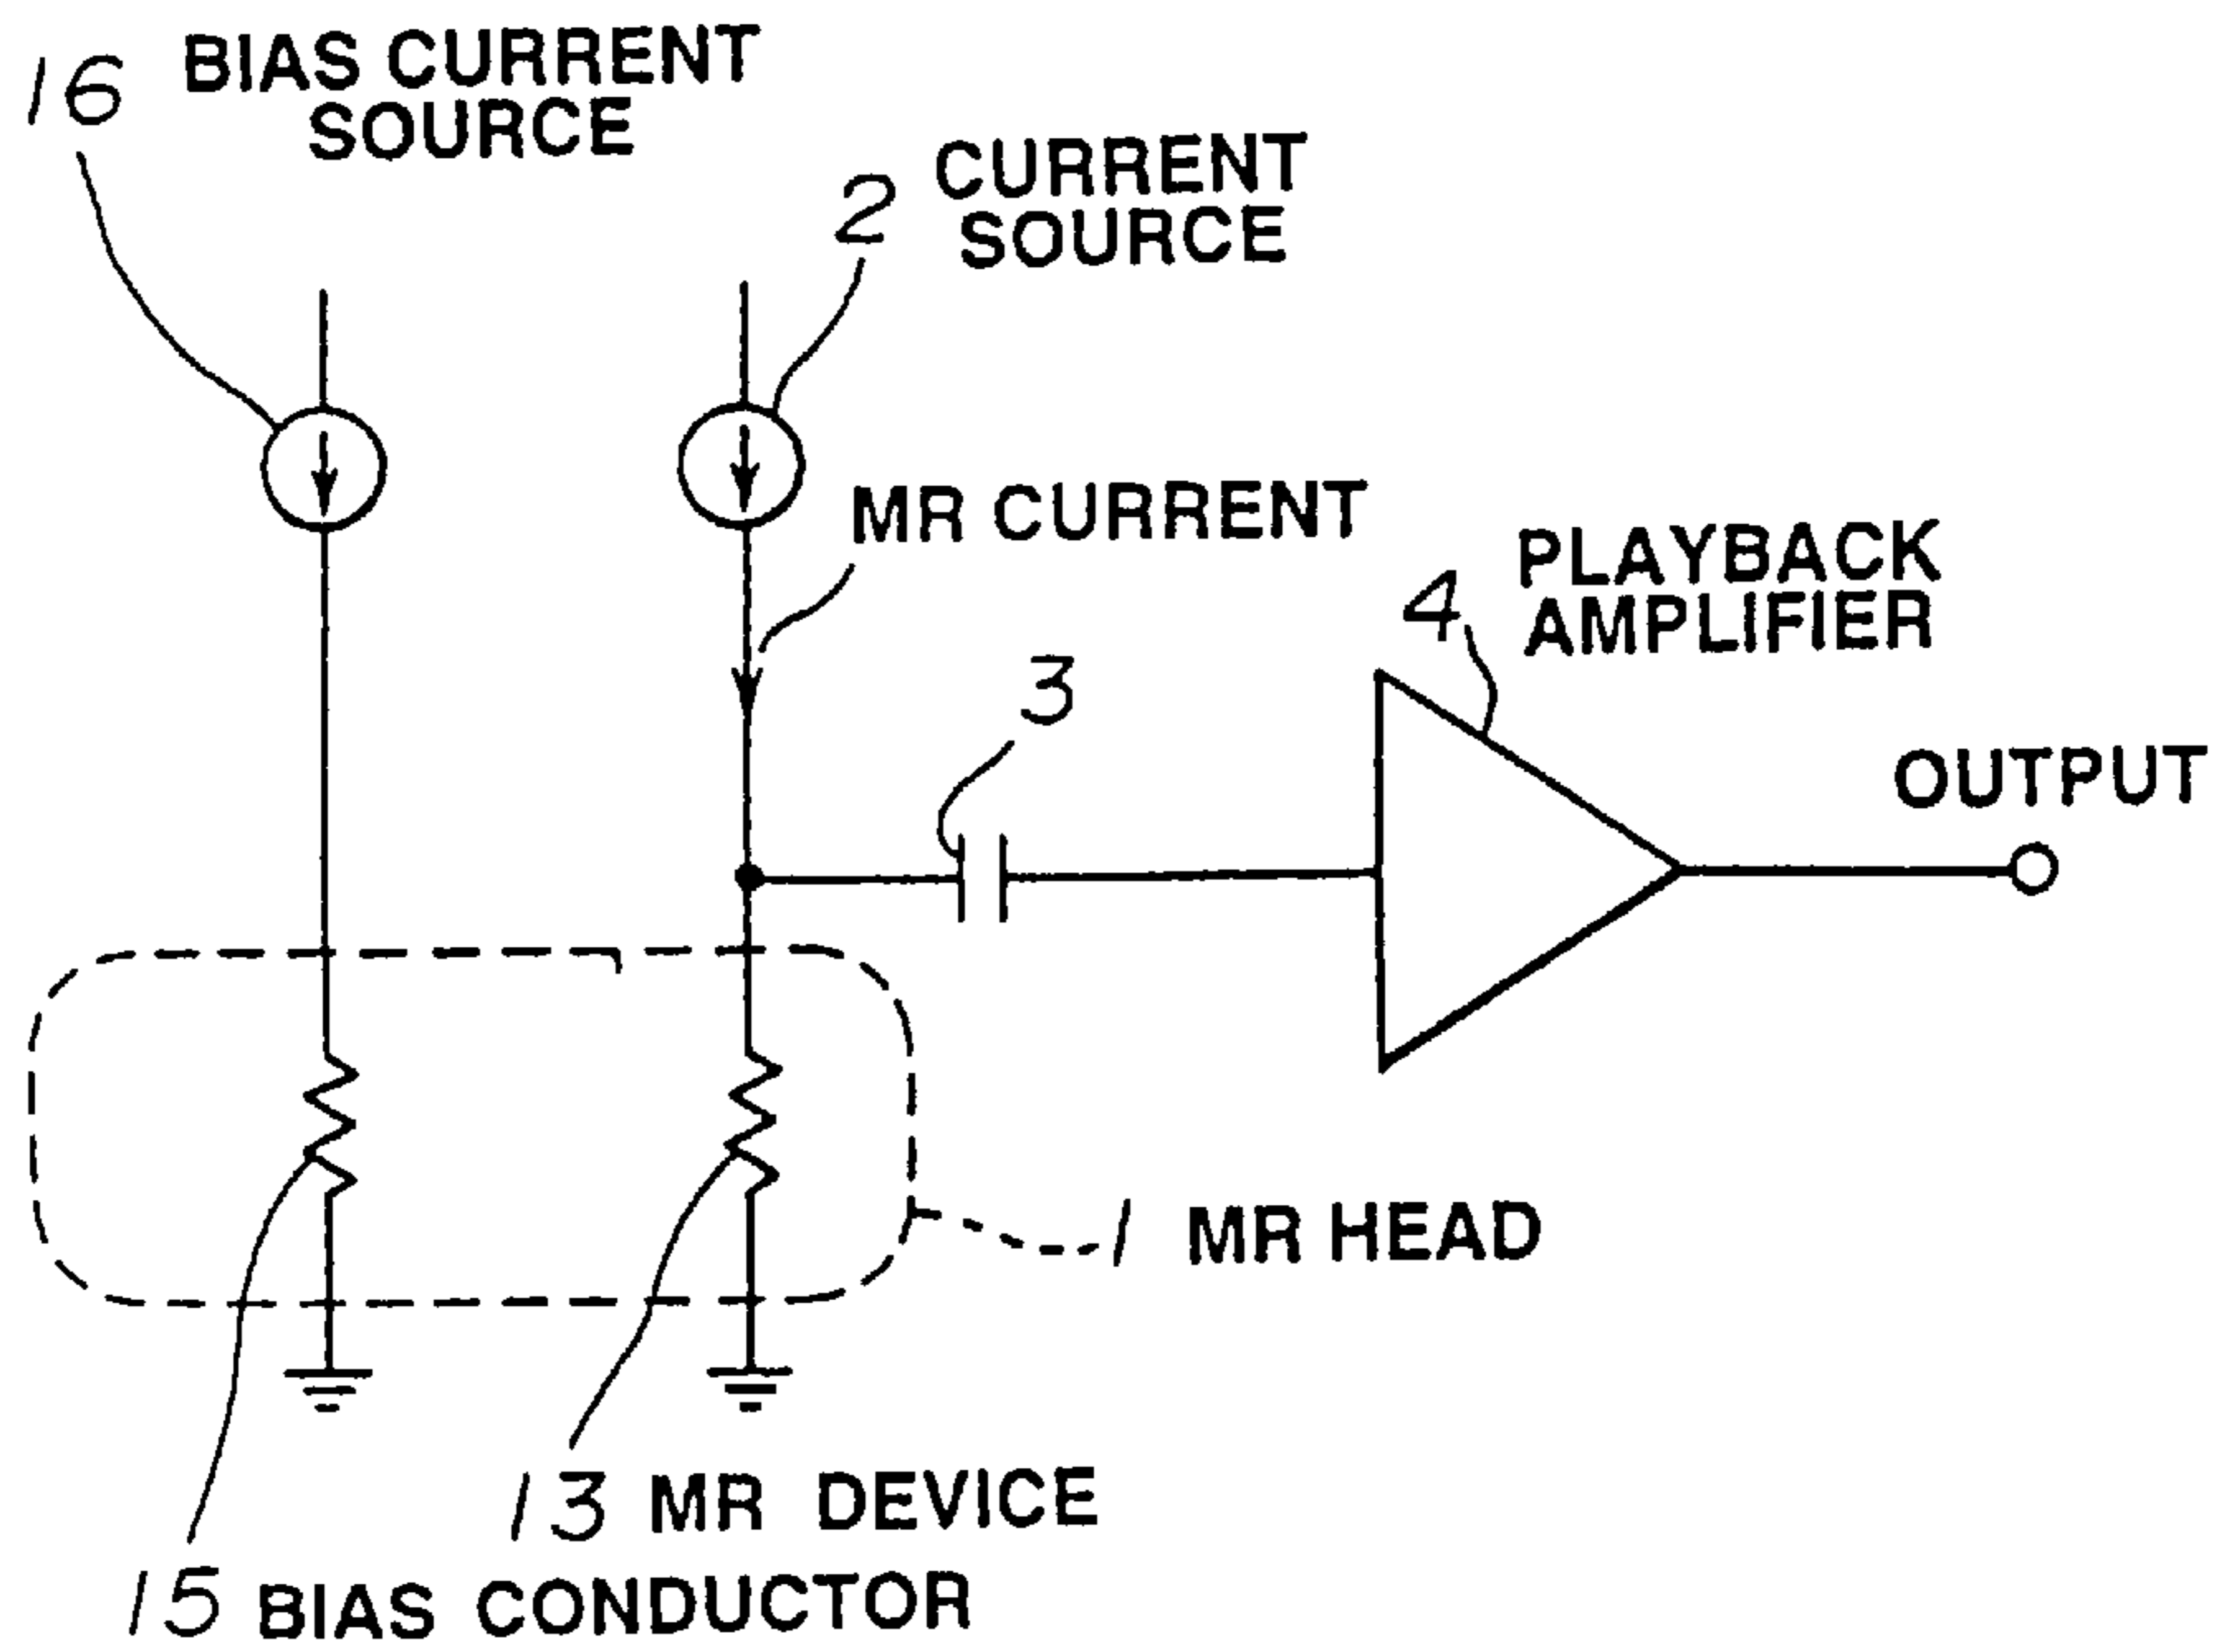 16 BIAS CURRENT
SOURCE
2 CURRENT
SOURCE
MR CURRENT
4 PLAYBACK
AMPLIFIER
3
OUTPUT
1 MR HEAD
13 MR DEVICE
15 BIAS CONDUCTOR